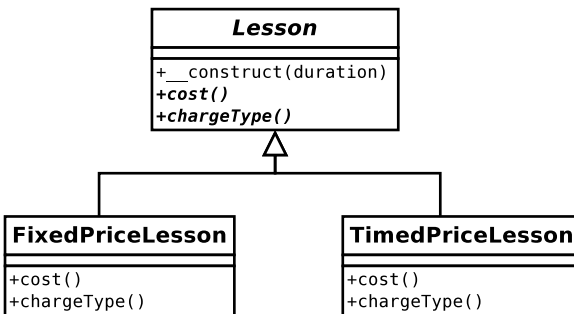 Lesson
+__construct(duration)
+cost()
+chargeType()
FixedPriceLesson
+cost()
+chargeType()
TimedPriceLesson
+cost()
+chargeType()